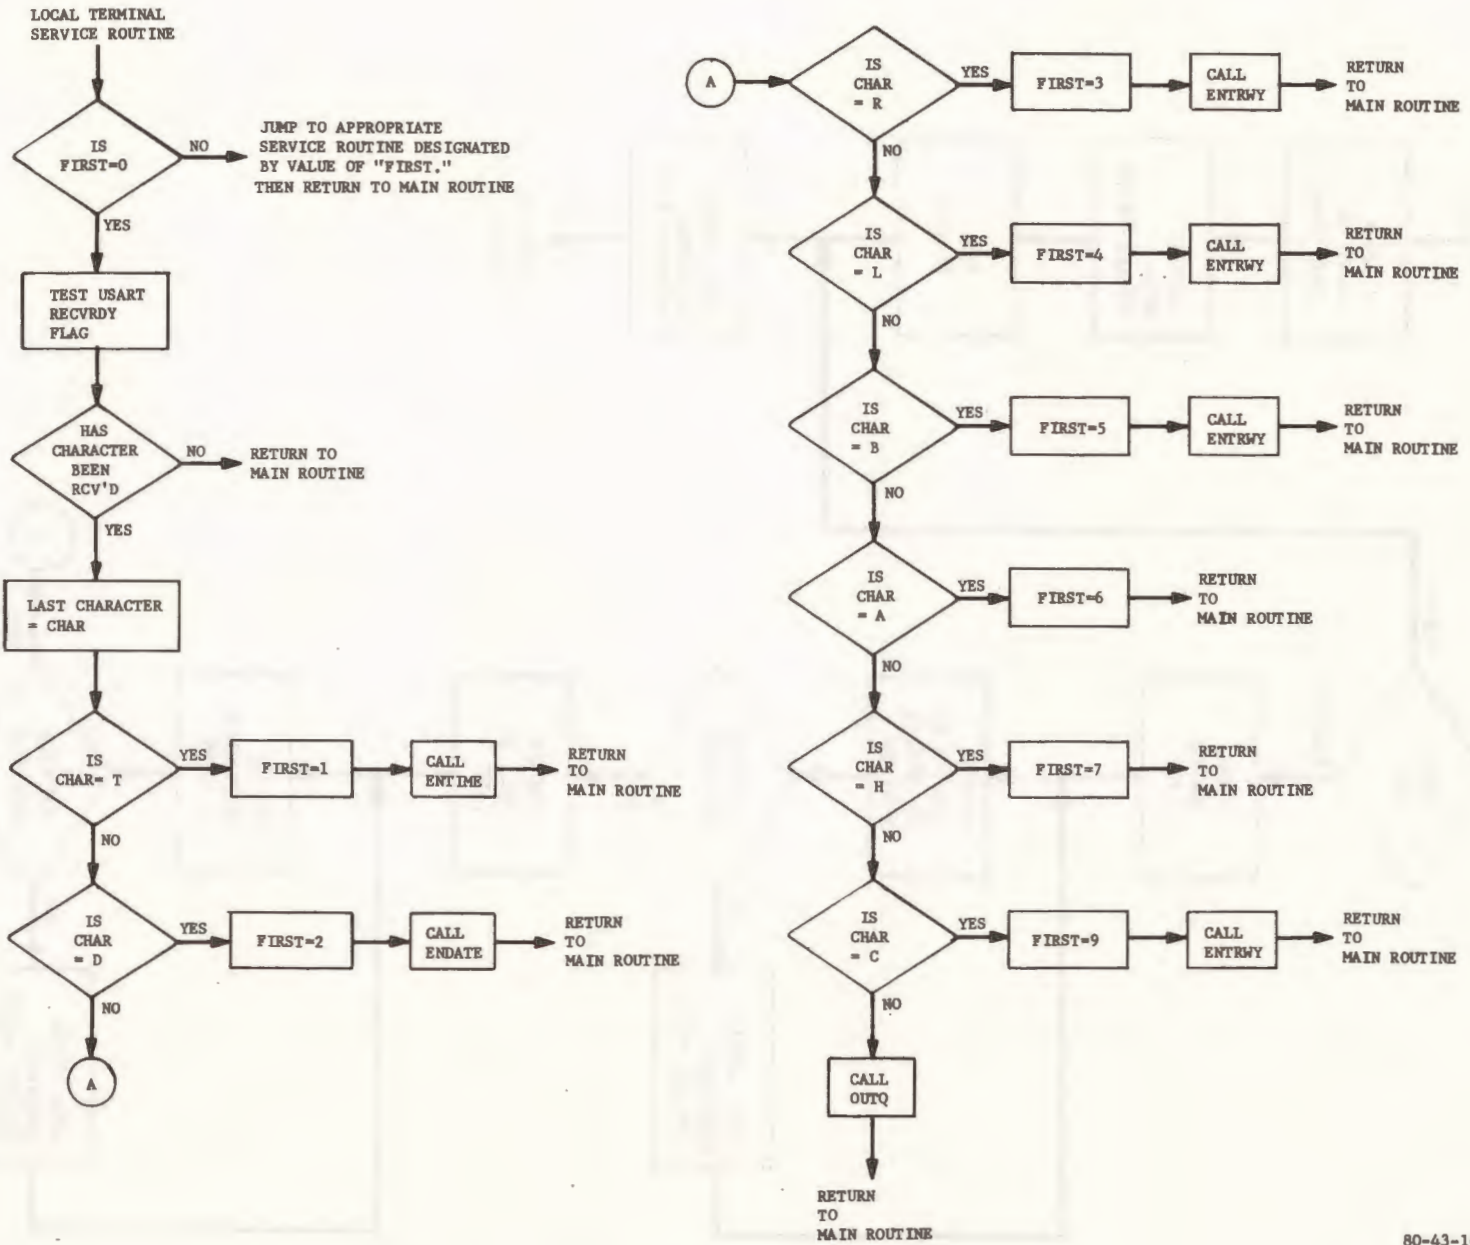 LOCAL TERMINAL
SERVICE ROUTINE
IS
FIRST=0
NO
JUMP TO APPROPRIATE
SERVICE ROUTINE DESIGNATED
BY VALUE OF "FIRST."
THEN RETURN TO MAIN ROUTINE
YES
TEST USART
RECVRDY
FLAG
HAS
CHARACTER
BEEN
RCV'D
NO
RETURN TO
MAIN ROUTINE
YES
LAST CHARACTER
= CHAR
IS
CHAR= T
YES
FIRST=1
CALL
ENTIME
RETURN
TO
MAIN ROUTINE
NO
IS
CHAR
= D
YES
FIRST=2
CALL
ENDATE
RETURN
TO
MAIN ROUTINE
NO
A
A
IS
CHAR
= R
YES
FIRST=3
CALL
ENTRWY
RETURN
TO
MAIN ROUTINE
NO
IS
CHAR
= L
YES
FIRST=4
CALL
ENTRWY
RETURN
TO
MAIN ROUTINE
NO
IS
CHAR
= B
YES
FIRST=5
CALL
ENTRWY
RETURN
TO
MAIN ROUTINE
NO
IS
CHAR
= A
YES
FIRST=6
RETURN
TO
MAIN ROUTINE
NO
IS
CHAR
= H
YES
FIRST=7
RETURN
TO
MAIN ROUTINE
NO
IS
CHAR
= C
YES
FIRST=9
CALL
ENTRWY
RETURN
TO
MAIN ROUTINE
NO
CALL
OUTQ
RETURN
TO
MAIN ROUTINE